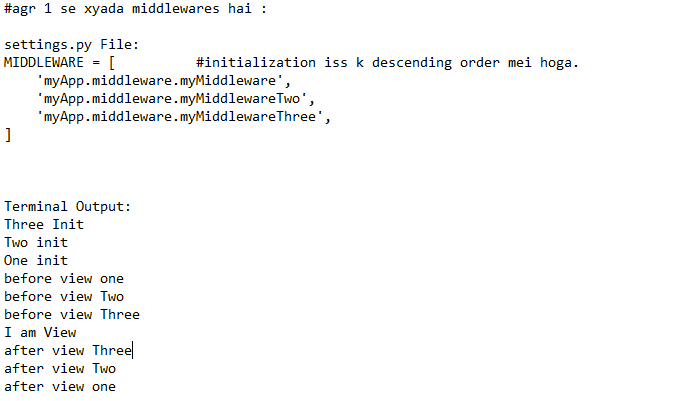 #agr 1 se xyada middlewares hai :
settings.py File:
MIDDLEWARE = [          #initialization iss k descending order mei hoga.
    'myApp.middleware.myMiddleware',
    'myApp.middleware.myMiddlewareTwo',
    'myApp.middleware.myMiddlewareThree',
]
Terminal Output:
Three Init
Two init
One init
before view one
before view Two
before view Three
I am View
after view Three
after view Two
after view one